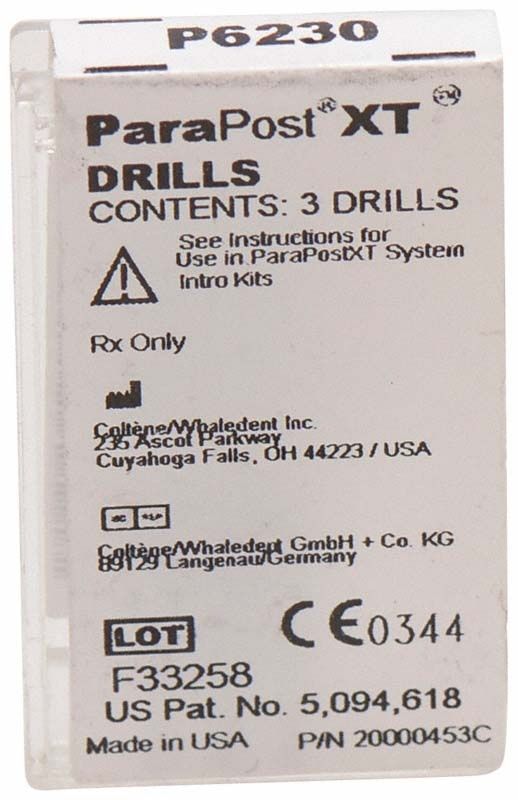 P6230
ParaPost® XT
DRILLS
CONTENTS: 3 DRILLS
See Instructions for
Use in ParaPostXT System
Intro Kits
Rx Only
Coltène/Whaledent Inc.
235 Ascot Parkway
Cuyahoga Falls, OH 44223 / USA
Coltène/Whaledent GmbH + Co. KG
89129 Langenau/Germany
CE 0344
LOT
F33258
US Pat. No. 5,094,618
Made in USA P/N 20000453C